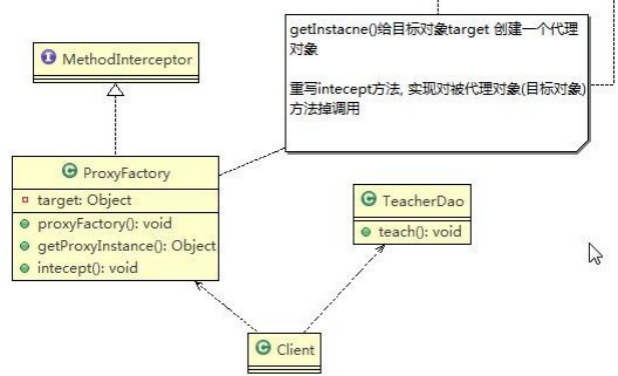 getInstacne()给目标对象target 创建一个代理
对象
重写intecept方法, 实现对被代理对象(目标对象)
方法掉调用
MethodInterceptor
ProxyFactory
target: Object
proxyFactory(): void
getProxyInstance(): Object
intecept(): void
TeacherDao
teach(): void
Client